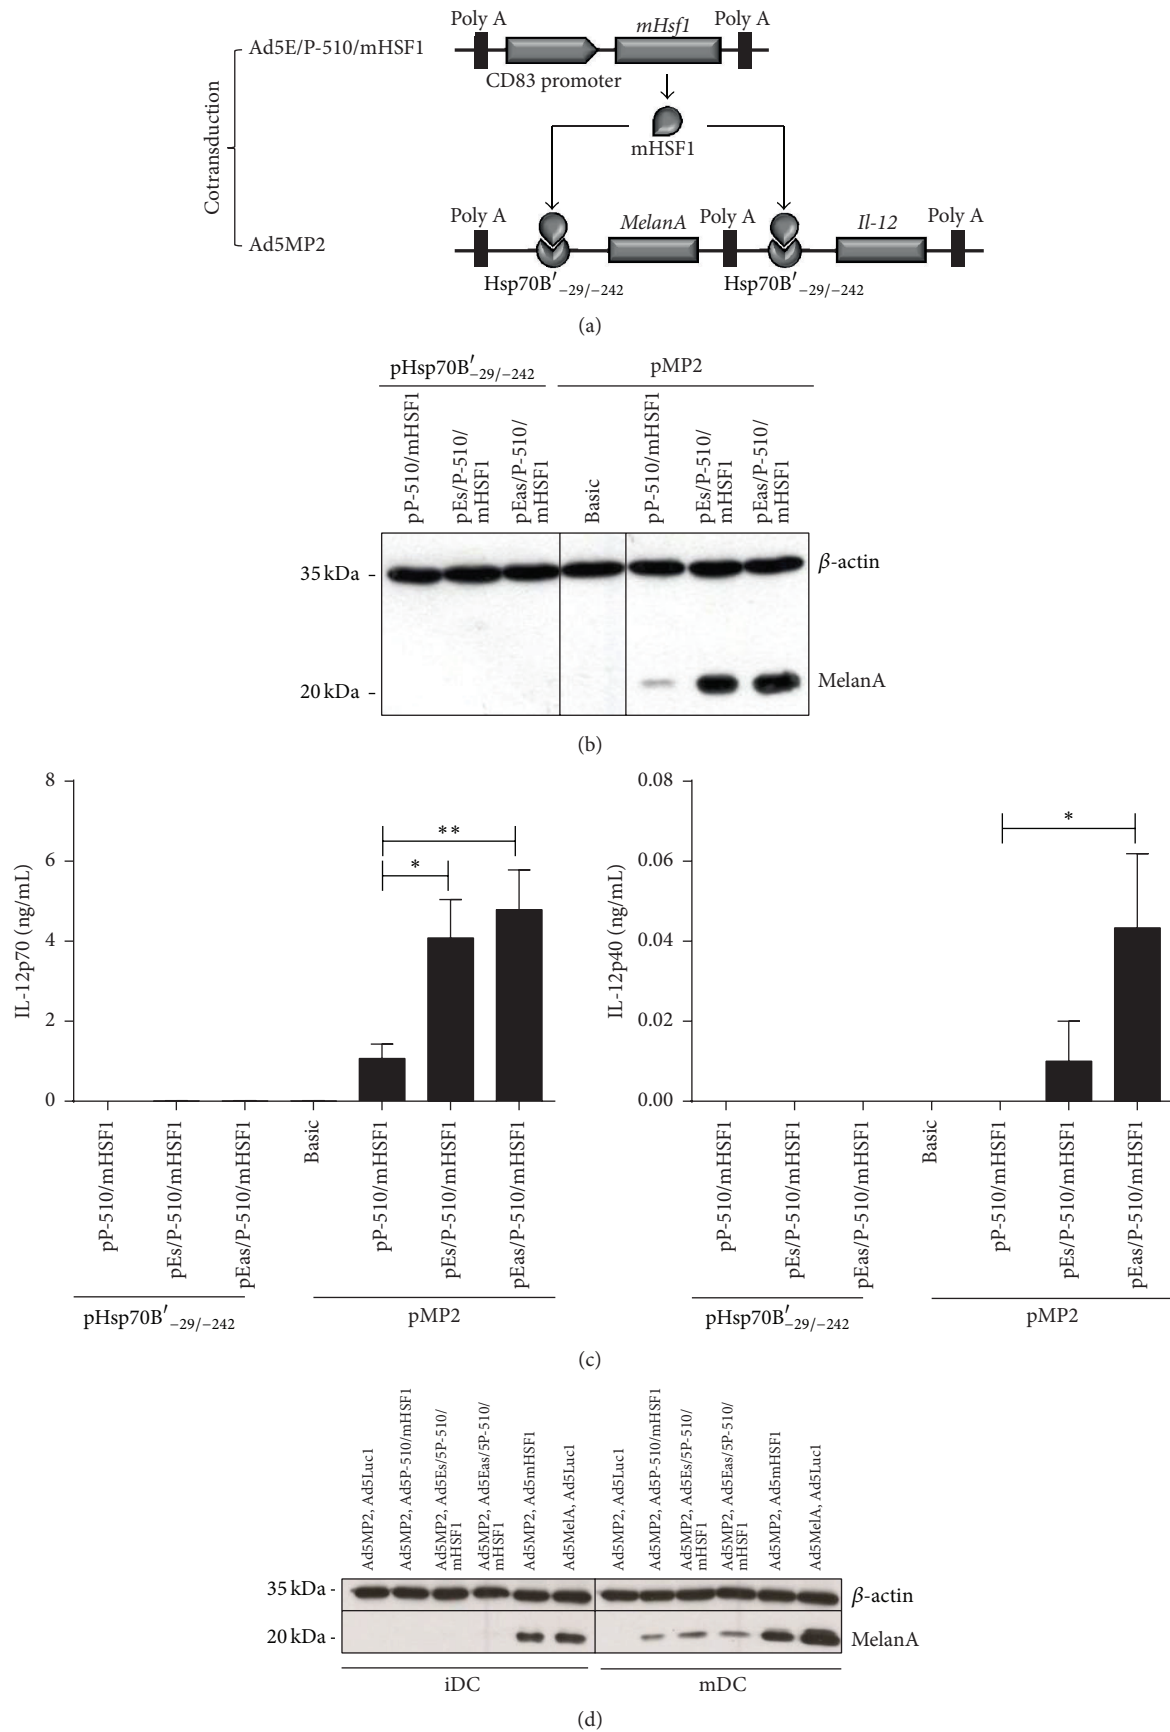 Poly A
mHsf1
Poly A
Ad5E/P-510/mHSF1
CD83 promoter
Cotransduction
mHSF1
Poly A
MelanA
Poly A
Il-12
Poly A
Ad5MP2
Hsp70B′−29/−242
Hsp70B′−29/−242
(a)
pHsp70B′−29/−242
pMP2
pP-510/mHSF1
pEs/P-510/
mHSF1
pEas/P-510/
mHSF1
Basic
pP-510/mHSF1
pEs/P-510/
mHSF1
pEas/P-510/
mHSF1
35 kDa -
β-actin
20 kDa -
MelanA
(b)
IL-12p70 (ng/mL)
8
6
4
2
0
**
*
pP-510/mHSF1
pEs/P-510/mHSF1
pEas/P-510/mHSF1
Basic
pP-510/mHSF1
pEs/P-510/mHSF1
pEas/P-510/mHSF1
pHsp70B′−29/−242
pMP2
IL-12p40 (ng/mL)
0.08
0.06
0.04
0.02
0.00
*
pP-510/mHSF1
pEs/P-510/mHSF1
pEas/P-510/mHSF1
Basic
pP-510/mHSF1
pEs/P-510/mHSF1
pEas/P-510/mHSF1
pHsp70B′−29/−242
pMP2
(c)
Ad5MP2, Ad5Luc1
Ad5MP2, Ad5P-510/mHSF1
Ad5MP2, Ad5Es/5P-510/
mHSF1
Ad5MP2, Ad5Eas/5P-510/
mHSF1
Ad5MP2, Ad5mHSF1
Ad5MelA, Ad5Luc1
Ad5MP2, Ad5Luc1
Ad5MP2, Ad5P-510/mHSF1
Ad5MP2, Ad5Es/5P-510/
mHSF1
Ad5MP2, Ad5Eas/5P-510/
mHSF1
Ad5MP2, Ad5mHSF1
Ad5MelA, Ad5Luc1
35 kDa -
β-actin
20 kDa -
MelanA
iDC
mDC
(d)